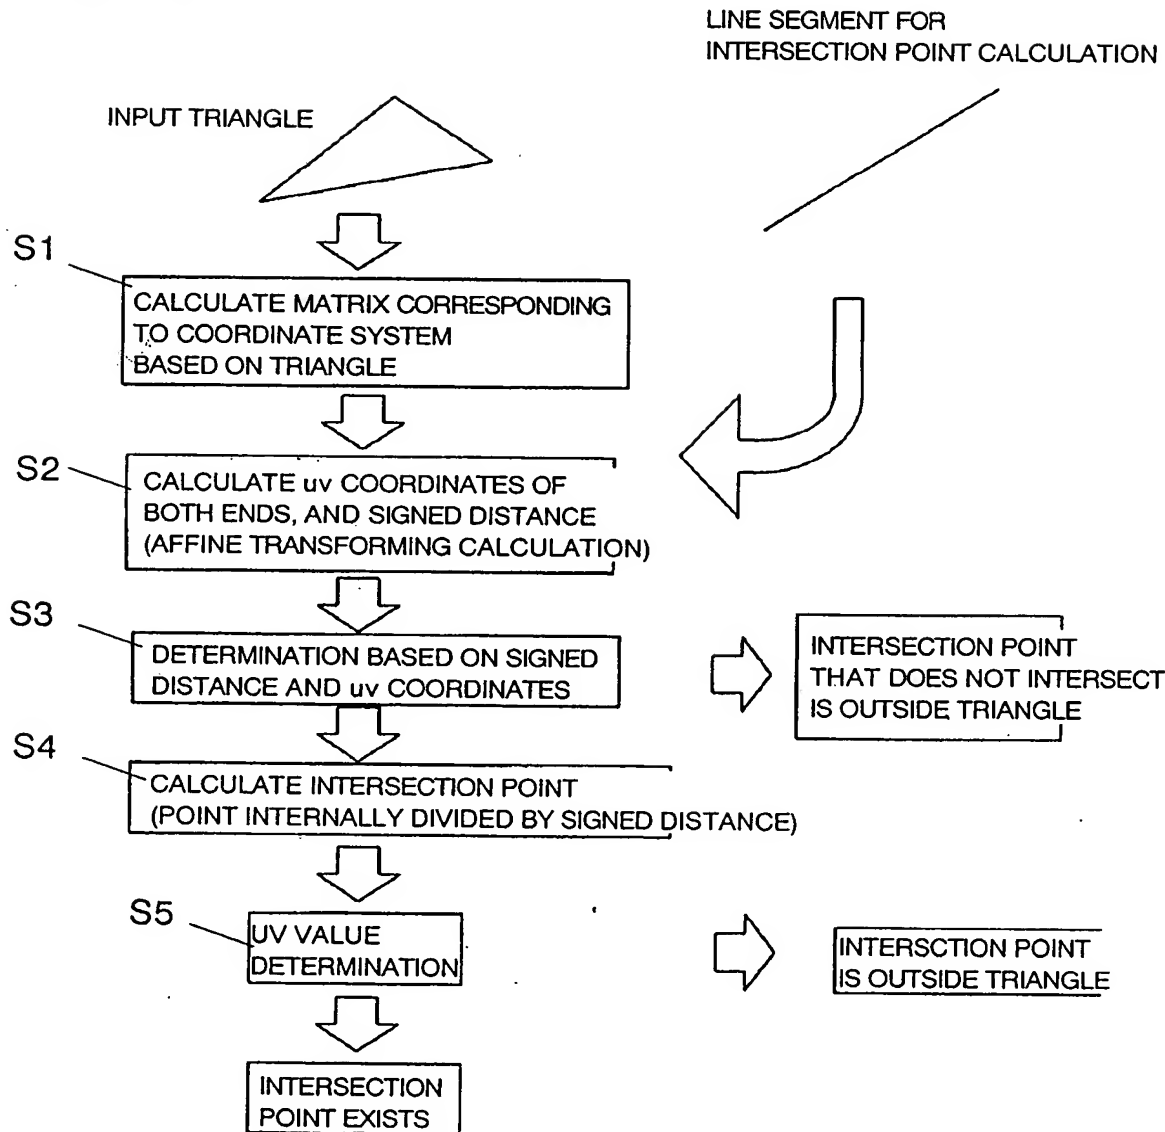 LINE SEGMENT FOR
INTERSECTION POINT CALCULATION
INPUT TRIANGLE
S1
CALCULATE MATRIX CORRESPONDING
TO COORDINATE SYSTEM
BASED ON TRIANGLE
S2
CALCULATE uv COORDINATES OF
BOTH ENDS, AND SIGNED DISTANCE
(AFFINE TRANSFORMING CALCULATION)
S3
DETERMINATION BASED ON SIGNED
DISTANCE AND uv COORDINATES
INTERSECTION POINT
THAT DOES NOT INTERSECT
IS OUTSIDE TRIANGLE
S4
CALCULATE INTERSECTION POINT
(POINT INTERNALLY DIVIDED BY SIGNED DISTANCE)
S5
UV VALUE
DETERMINATION
INTERSCTION POINT
IS OUTSIDE TRIANGLE
INTERSECTION
POINT EXISTS